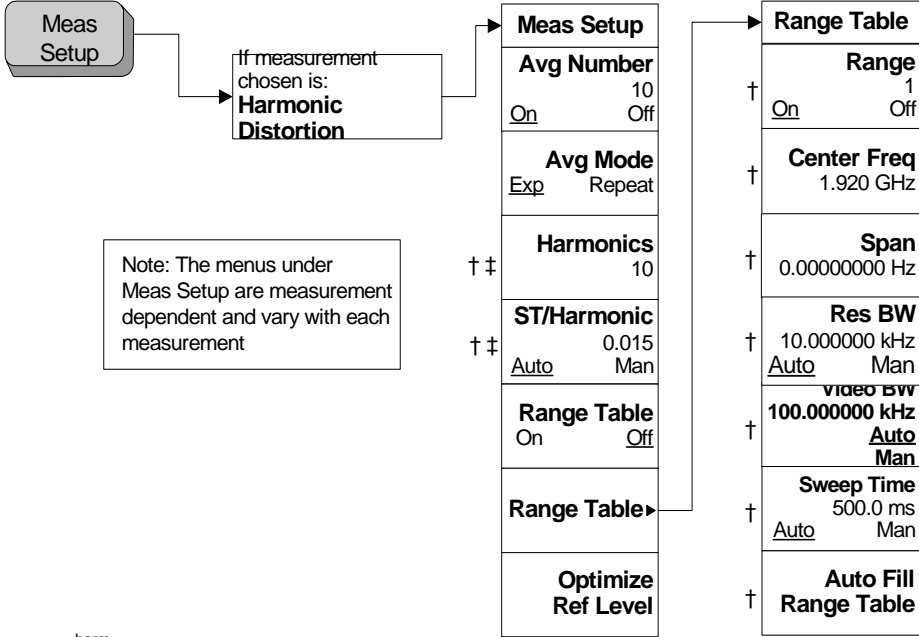 Meas
Setup
If measurement
chosen is:
Harmonic
Distortion
Note: The menus under
Meas Setup are measurement
dependent and vary with each
measurement
Meas Setup
Avg Number
10
On Off
Avg Mode
Exp Repeat
† ‡
Harmonics
10
† ‡
ST/Harmonic
0.015
Auto Man
Range Table
On Off
Range Table
Optimize
Ref Level
Range Table
†
Range
1
On Off
†
Center Freq
1.920 GHz
†
Span
0.00000000 Hz
†
Res BW
10.000000 kHz
Auto Man
†
Video BW
100.000000 kHz
Auto
Man
†
Sweep Time
500.0 ms
Auto Man
†
Auto Fill
Range Table